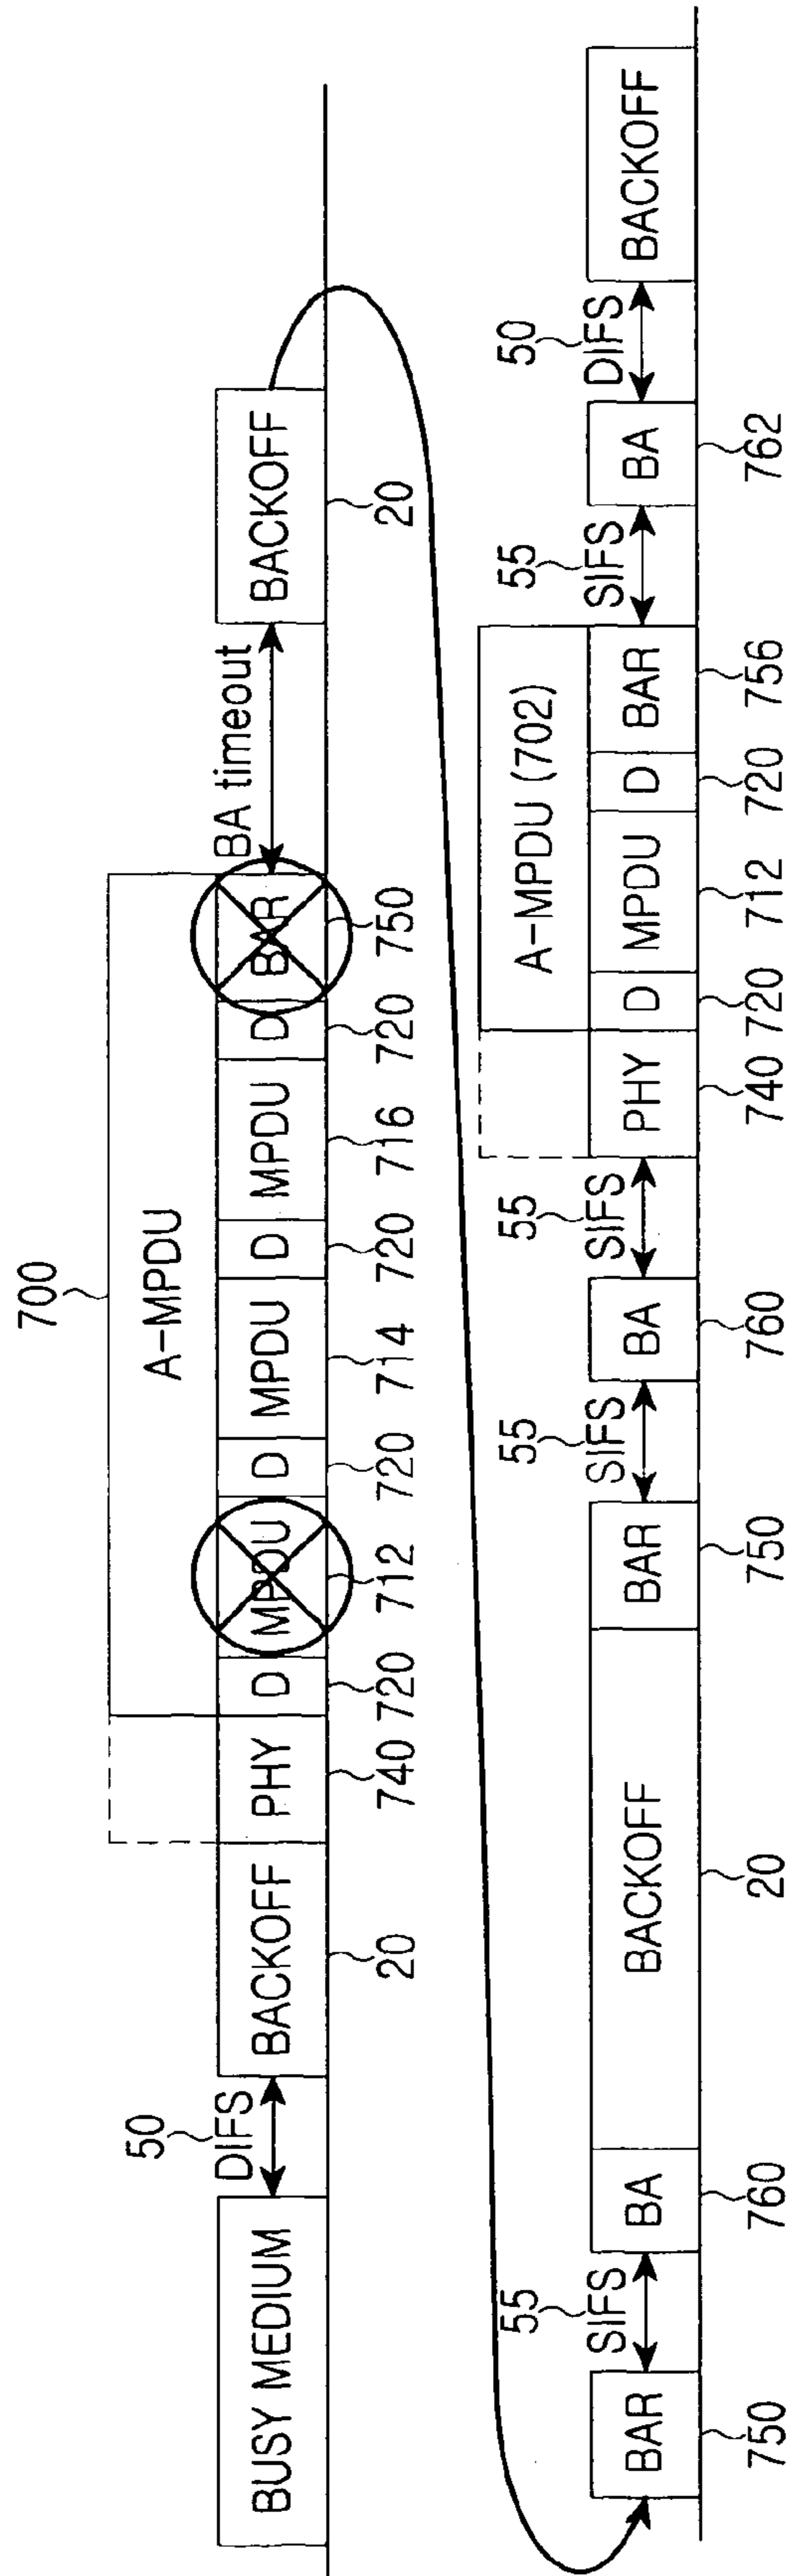 700
A-MPDU
50
DIFS
BA timeout
BUSY MEDIUM
BACKOFF
PHY
D
MPDU
D
MPDU
D
MPDU
D
BAR
BACKOFF
20
740
720
712
720
714
720
716
720
750
20
55
SIFS
55
SIFS
55
SIFS
A-MPDU (702)
55
SIFS
50
DIFS
BAR
BA
BACKOFF
BAR
BA
PHY
D
MPDU
D
BAR
BA
BACKOFF
750
760
20
750
760
740
720
712
720
756
762